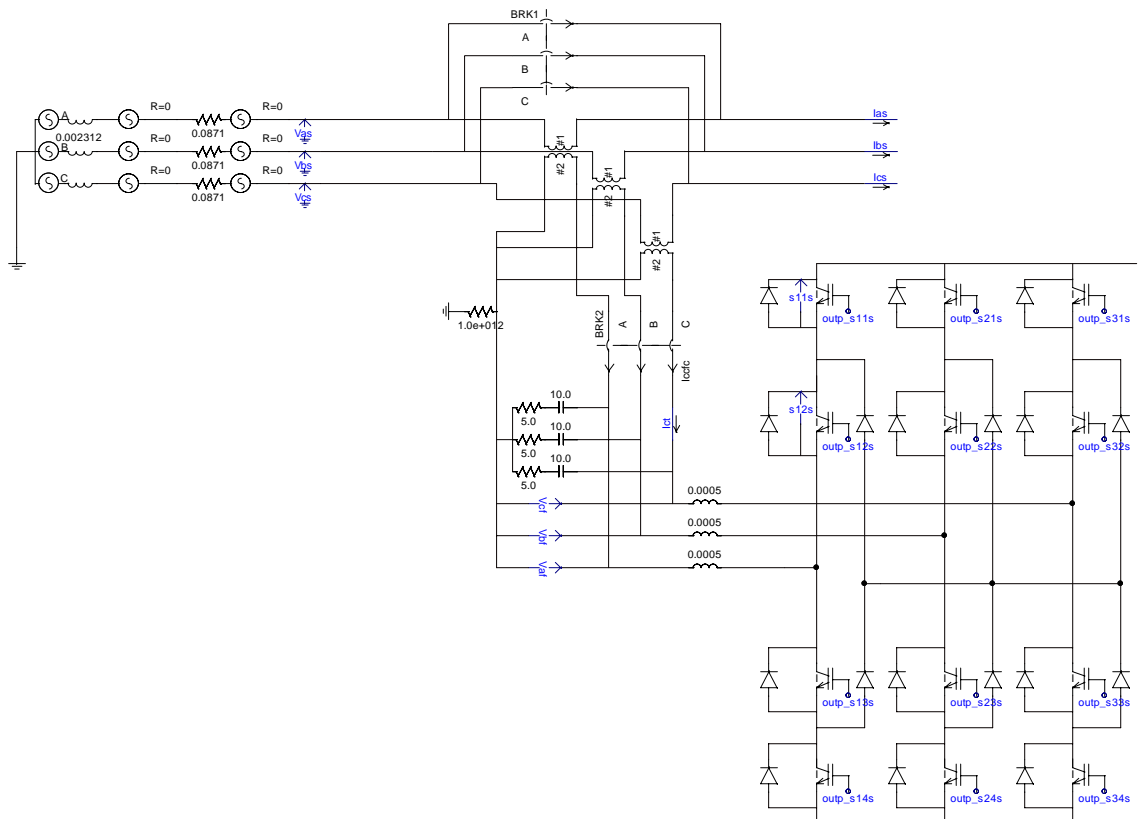 BRK1
A
B
C
A
R=0
R=0
0.002312
0.0871
Vas
Ias
B
R=0
R=0
0.0871
Vbs
Ibs
C
R=0
R=0
0.0871
Vcs
Ics
#1
#2
#1
#2
#1
#2
1.0e+012
BRK2
A
B
C
Iccfc
Ict
10.0
5.0
10.0
5.0
10.0
5.0
Vcf
0.0005
Vbf
0.0005
Vaf
0.0005
s11s
outp_s11s
outp_s21s
outp_s31s
s12s
outp_s12s
outp_s22s
outp_s32s
outp_s13s
outp_s23s
outp_s33s
outp_s14s
outp_s24s
outp_s34s